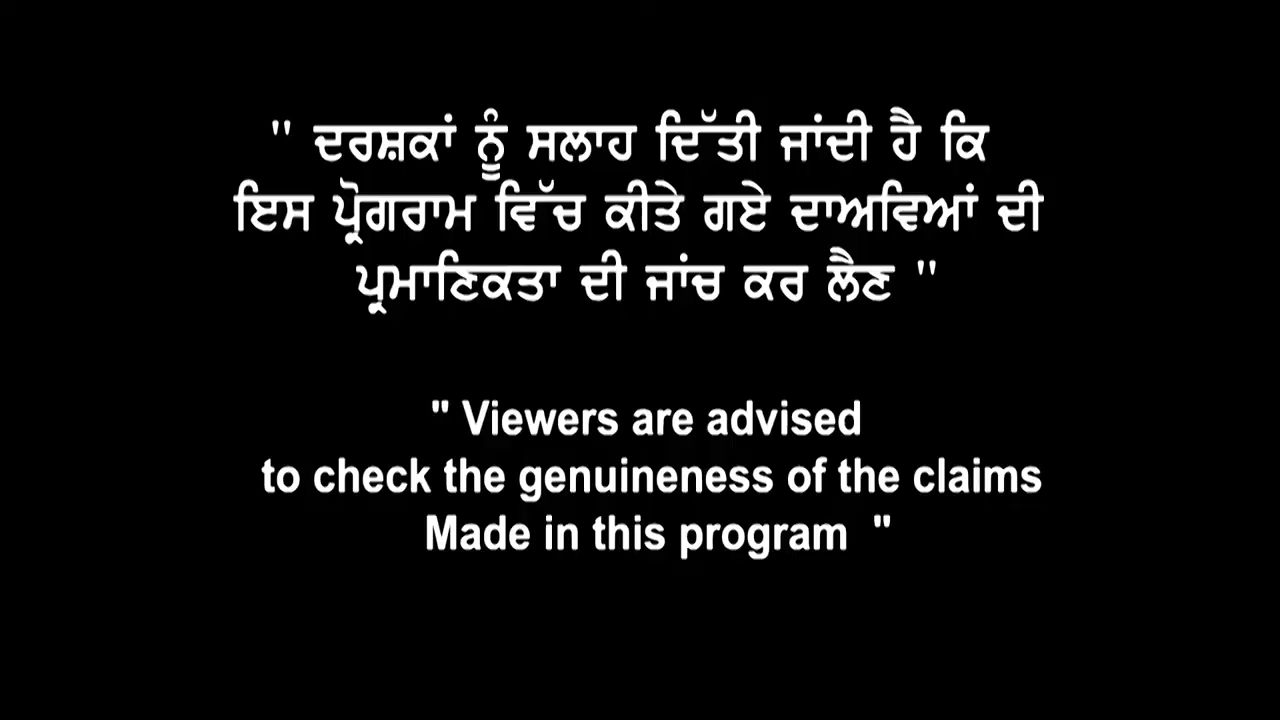 " ਦਰਸ਼ਕਾਂ ਨੂੰ ਸਲਾਹ ਦਿੱਤੀ ਜਾਂਦੀ ਹੈ ਕਿ
ਇਸ ਪ੍ਰੋਗਰਾਮ ਵਿੱਚ ਕੀਤੇ ਗਏ ਦਾਅਵਿਆਂ ਦੀ
ਪ੍ਰਮਾਣਿਕਤਾ ਦੀ ਜਾਂਚ ਕਰ ਲੈਣ "
" Viewers are advised
to check the genuineness of the claims
Made in this program "